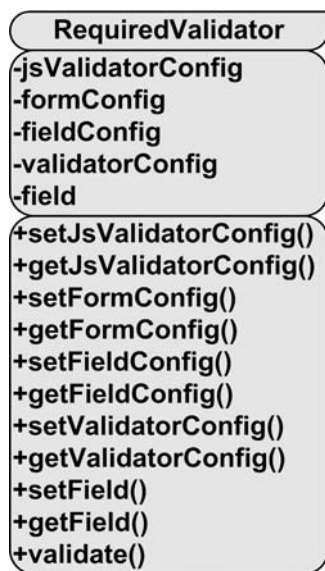 RequiredValidator
-jsValidatorConfig
-formConfig
-fieldConfig
-validatorConfig
-field
+setJsValidatorConfig()
+getJsValidatorConfig()
+setFormConfig()
+getFormConfig()
+setFieldConfig()
+getFieldConfig()
+setValidatorConfig()
+getValidatorConfig()
+setField()
+getField()
+validate()